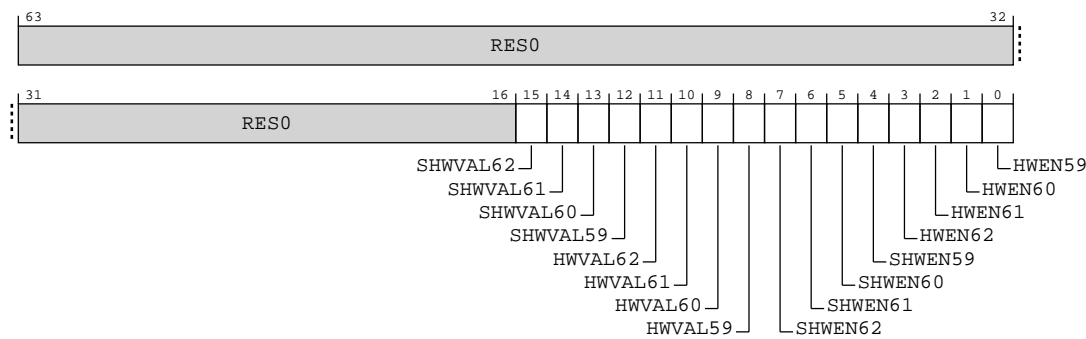 63 32
RES0
31 16 15 14 13 12 11 10 9 8 7 6 5 4 3 2 1 0
RES0
SHWVAL62 HWEN59
SHWVAL61 HWEN60
SHWVAL60 HWEN61
SHWVAL59 HWEN62
HWVAL62 SHWEN59
HWVAL61 SHWEN60
HWVAL60 SHWEN61
HWVAL59 SHWEN62